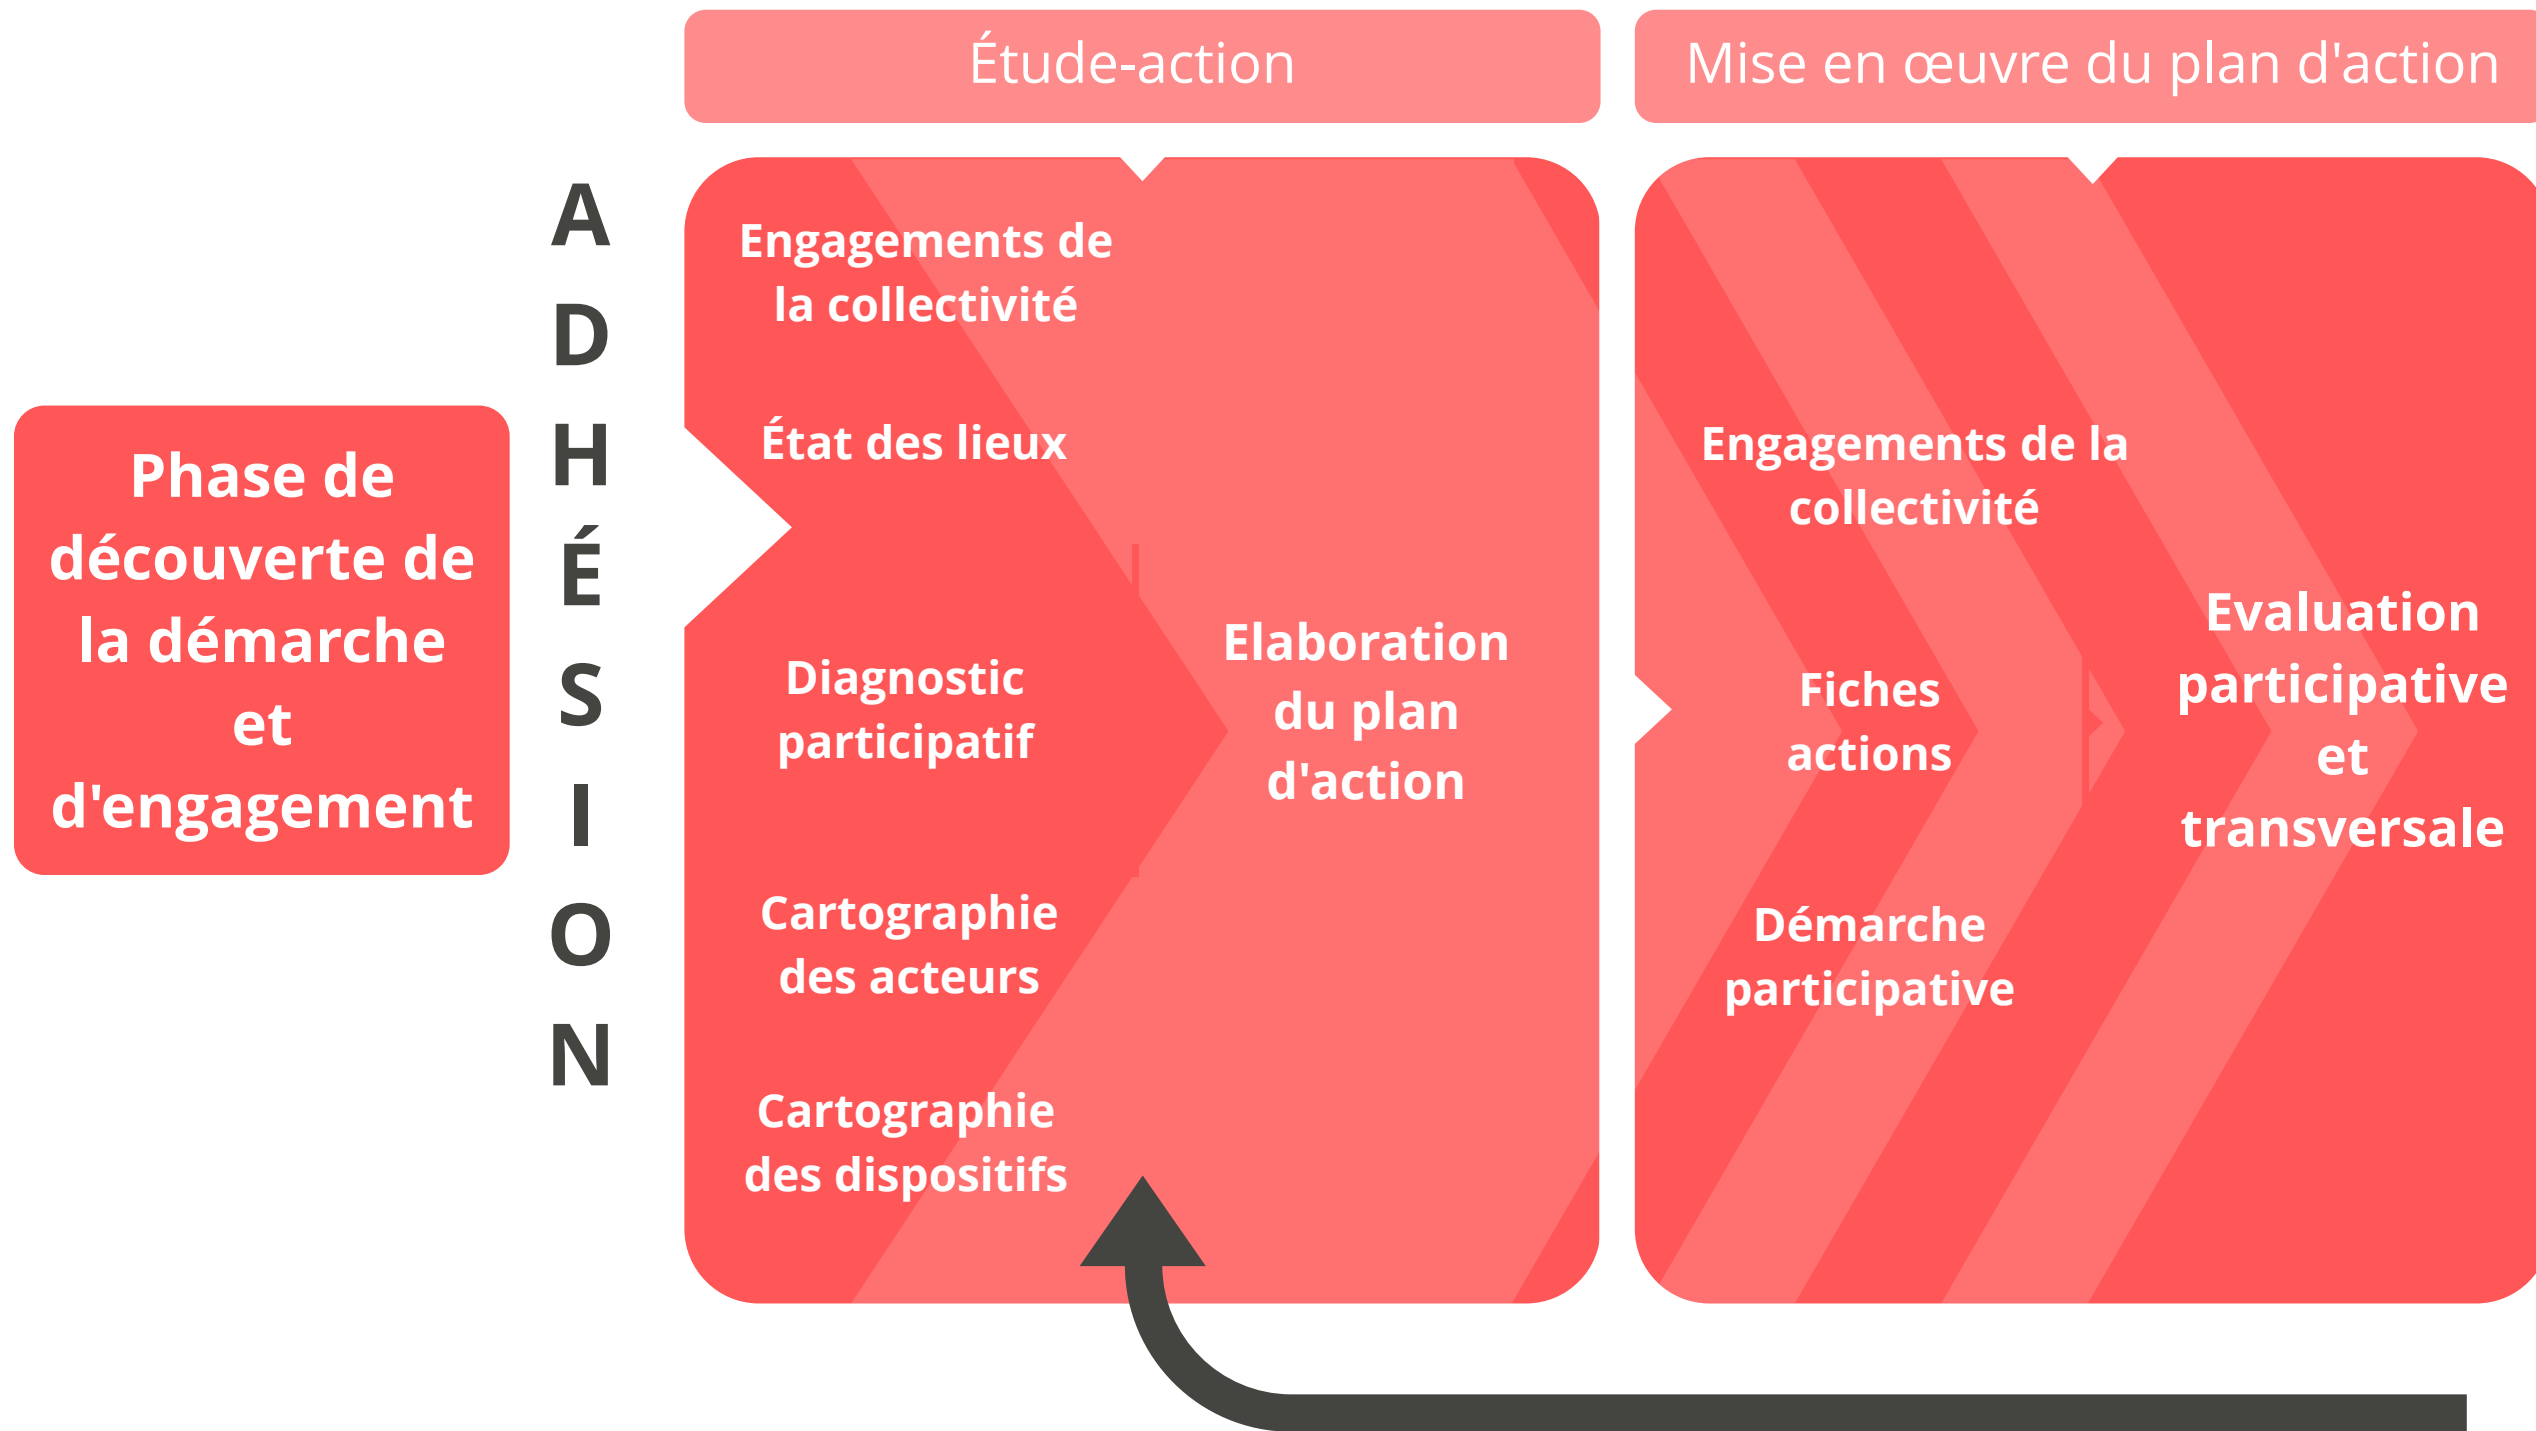 Étude-action
Mise en œuvre du plan d'action
Phase de
découverte de
la démarche
et
d'engagement
A
D
H
É
S
I
O
N
Engagements de
la collectivité
État des lieux
Diagnostic
participatif
Cartographie
des acteurs
Cartographie
des dispositifs
Elaboration
du plan
d'action
Engagements de la
collectivité
Fiches
actions
Démarche
participative
Evaluation
participative
et
transversale